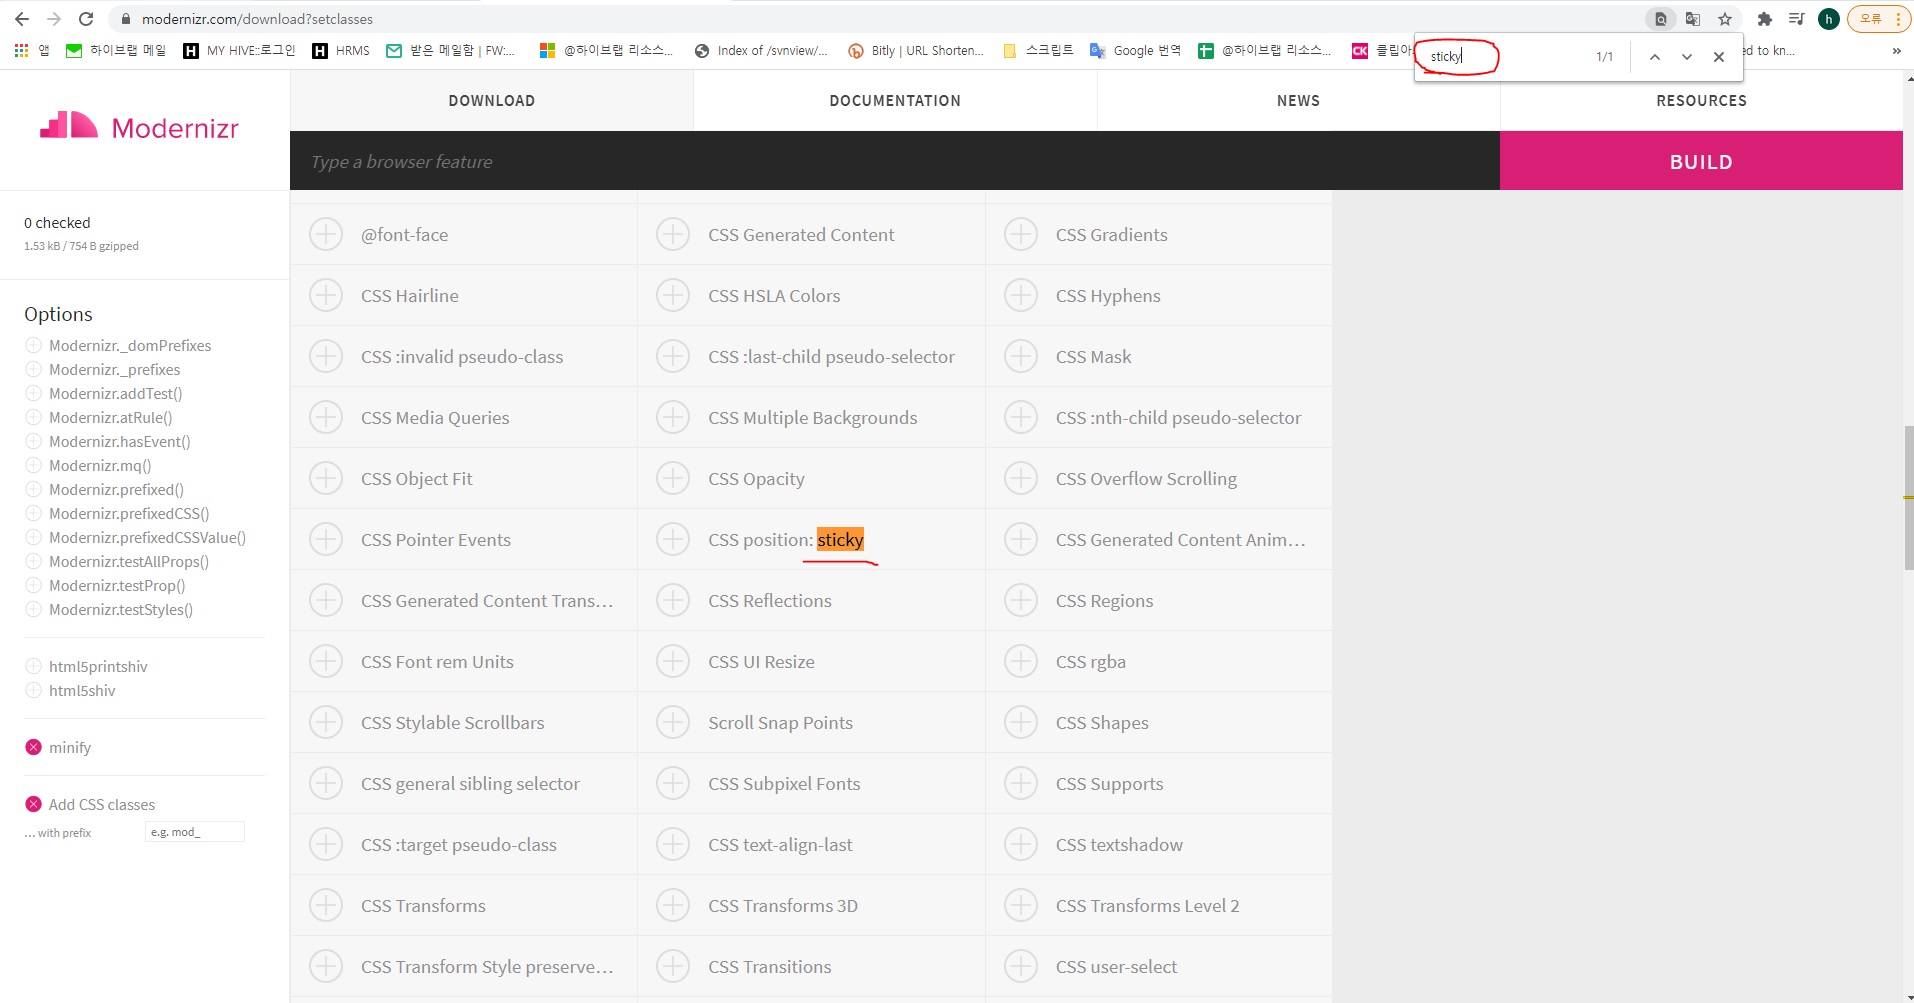 modernizr.com/download?setclasses
h
오류
앱
하이브랩 메일
MY HIVE::로그인
HRMS
받은 메일함 | FW:...
@하이브랩 리소스...
Index of /svnview/...
Bitly | URL Shorten...
스크립트
Google 번역
@하이브랩 리소스...
CK
클립아
ed to kn...
»
sticky
1/1
Modernizr
DOWNLOAD
DOCUMENTATION
NEWS
RESOURCES
Type a browser feature
BUILD
0 checked
1.53 kB / 754 B gzipped
Options
Modernizr._domPrefixes
Modernizr._prefixes
Modernizr.addTest()
Modernizr.atRule()
Modernizr.hasEvent()
Modernizr.mq()
Modernizr.prefixed()
Modernizr.prefixedCSS()
Modernizr.prefixedCSSValue()
Modernizr.testAllProps()
Modernizr.testProp()
Modernizr.testStyles()
html5printshiv
html5shiv
minify
Add CSS classes
... with prefix
e.g. mod_
@font-face
CSS Generated Content
CSS Gradients
CSS Hairline
CSS HSLA Colors
CSS Hyphens
CSS :invalid pseudo-class
CSS :last-child pseudo-selector
CSS Mask
CSS Media Queries
CSS Multiple Backgrounds
CSS :nth-child pseudo-selector
CSS Object Fit
CSS Opacity
CSS Overflow Scrolling
CSS Pointer Events
CSS position: sticky
CSS Generated Content Anim...
CSS Generated Content Trans...
CSS Reflections
CSS Regions
CSS Font rem Units
CSS UI Resize
CSS rgba
CSS Stylable Scrollbars
Scroll Snap Points
CSS Shapes
CSS general sibling selector
CSS Subpixel Fonts
CSS Supports
CSS :target pseudo-class
CSS text-align-last
CSS textshadow
CSS Transforms
CSS Transforms 3D
CSS Transforms Level 2
CSS Transform Style preserve...
CSS Transitions
CSS user-select